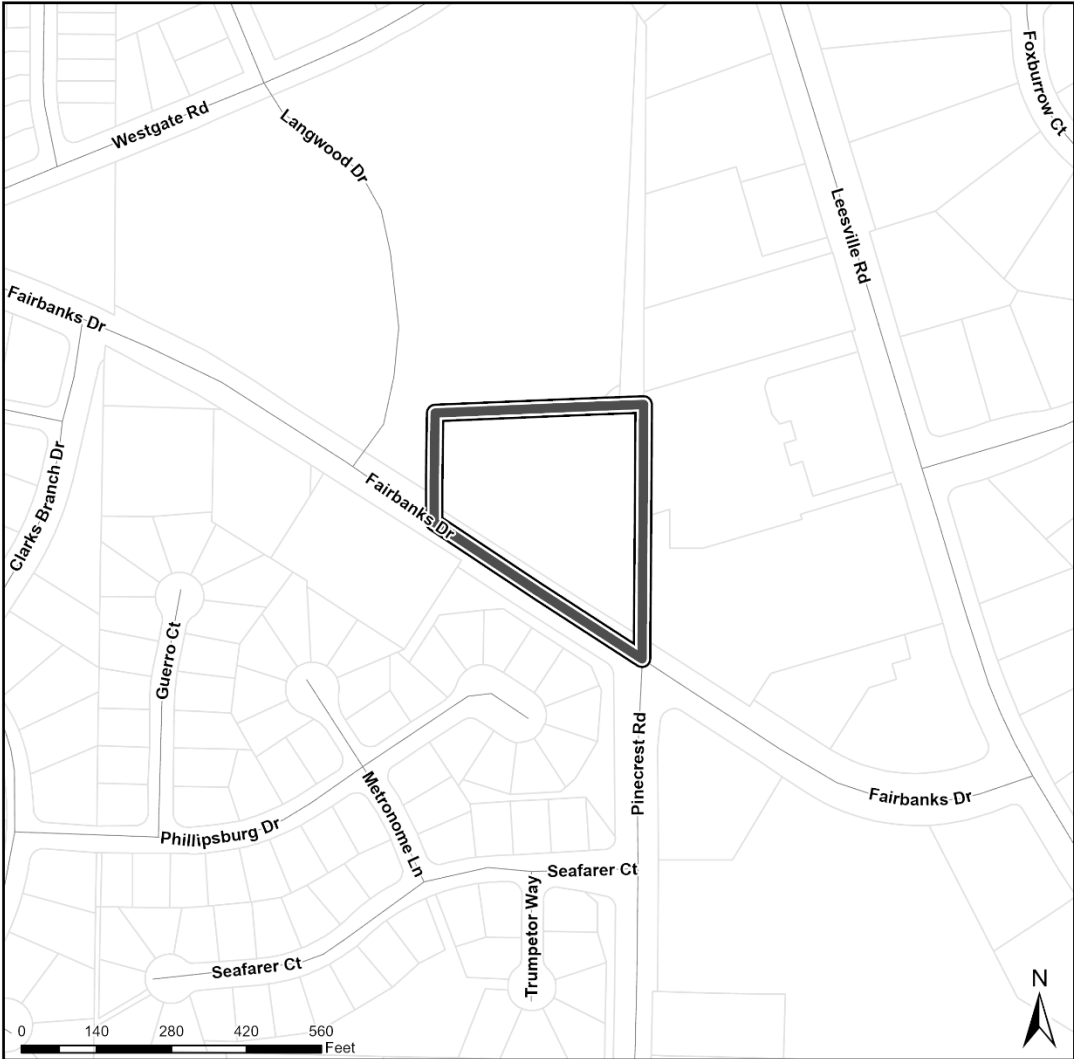 Foxburrow Ct
Westgate Rd
Langwood Dr
Leesville Rd
Fairbanks Dr
Fairbanks Dr
Clarks Branch Dr
Guerro Ct
Pinecrest Rd
Metronome Ln
Fairbanks Dr
Phillipsburg Dr
Seafarer Ct
Trumpetor Way
Seafarer Ct
N
0 140 280 420 560
Feet